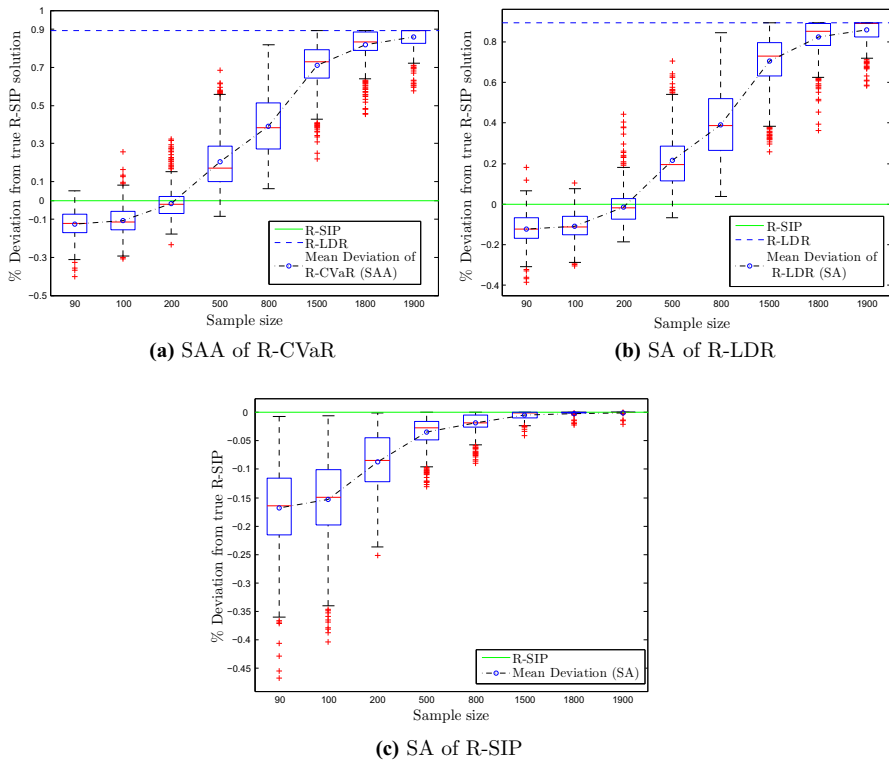 % Deviation from true R-SIP solution
1.1
0.9
0.7
0.5
0.3
0.1
0
−0.1
−0.3
0.5
90 100 200 500 800 1500 1800 1900
Sample size
R-SIP
R-LDR
Mean Deviation of
R-CVaR (SAA)
(a) SAA of R-CVaR
% Deviation from true R-SIP solution
0.8
0.6
0.4
0.2
0
−0.2
−0.4
90 100 200 500 800 1500 1800 1900
Sample size
R-SIP
R-LDR
Mean Deviation of
R-LDR (SA)
(b) SA of R-LDR
% Deviation from true R-SIP
0
−0.05
−0.1
−0.15
−0.2
−0.25
−0.3
−0.35
−0.4
−0.45
90 100 200 500 800 1500 1800 1900
Sample size
R-SIP
Mean Deviation (SA)
(c) SA of R-SIP